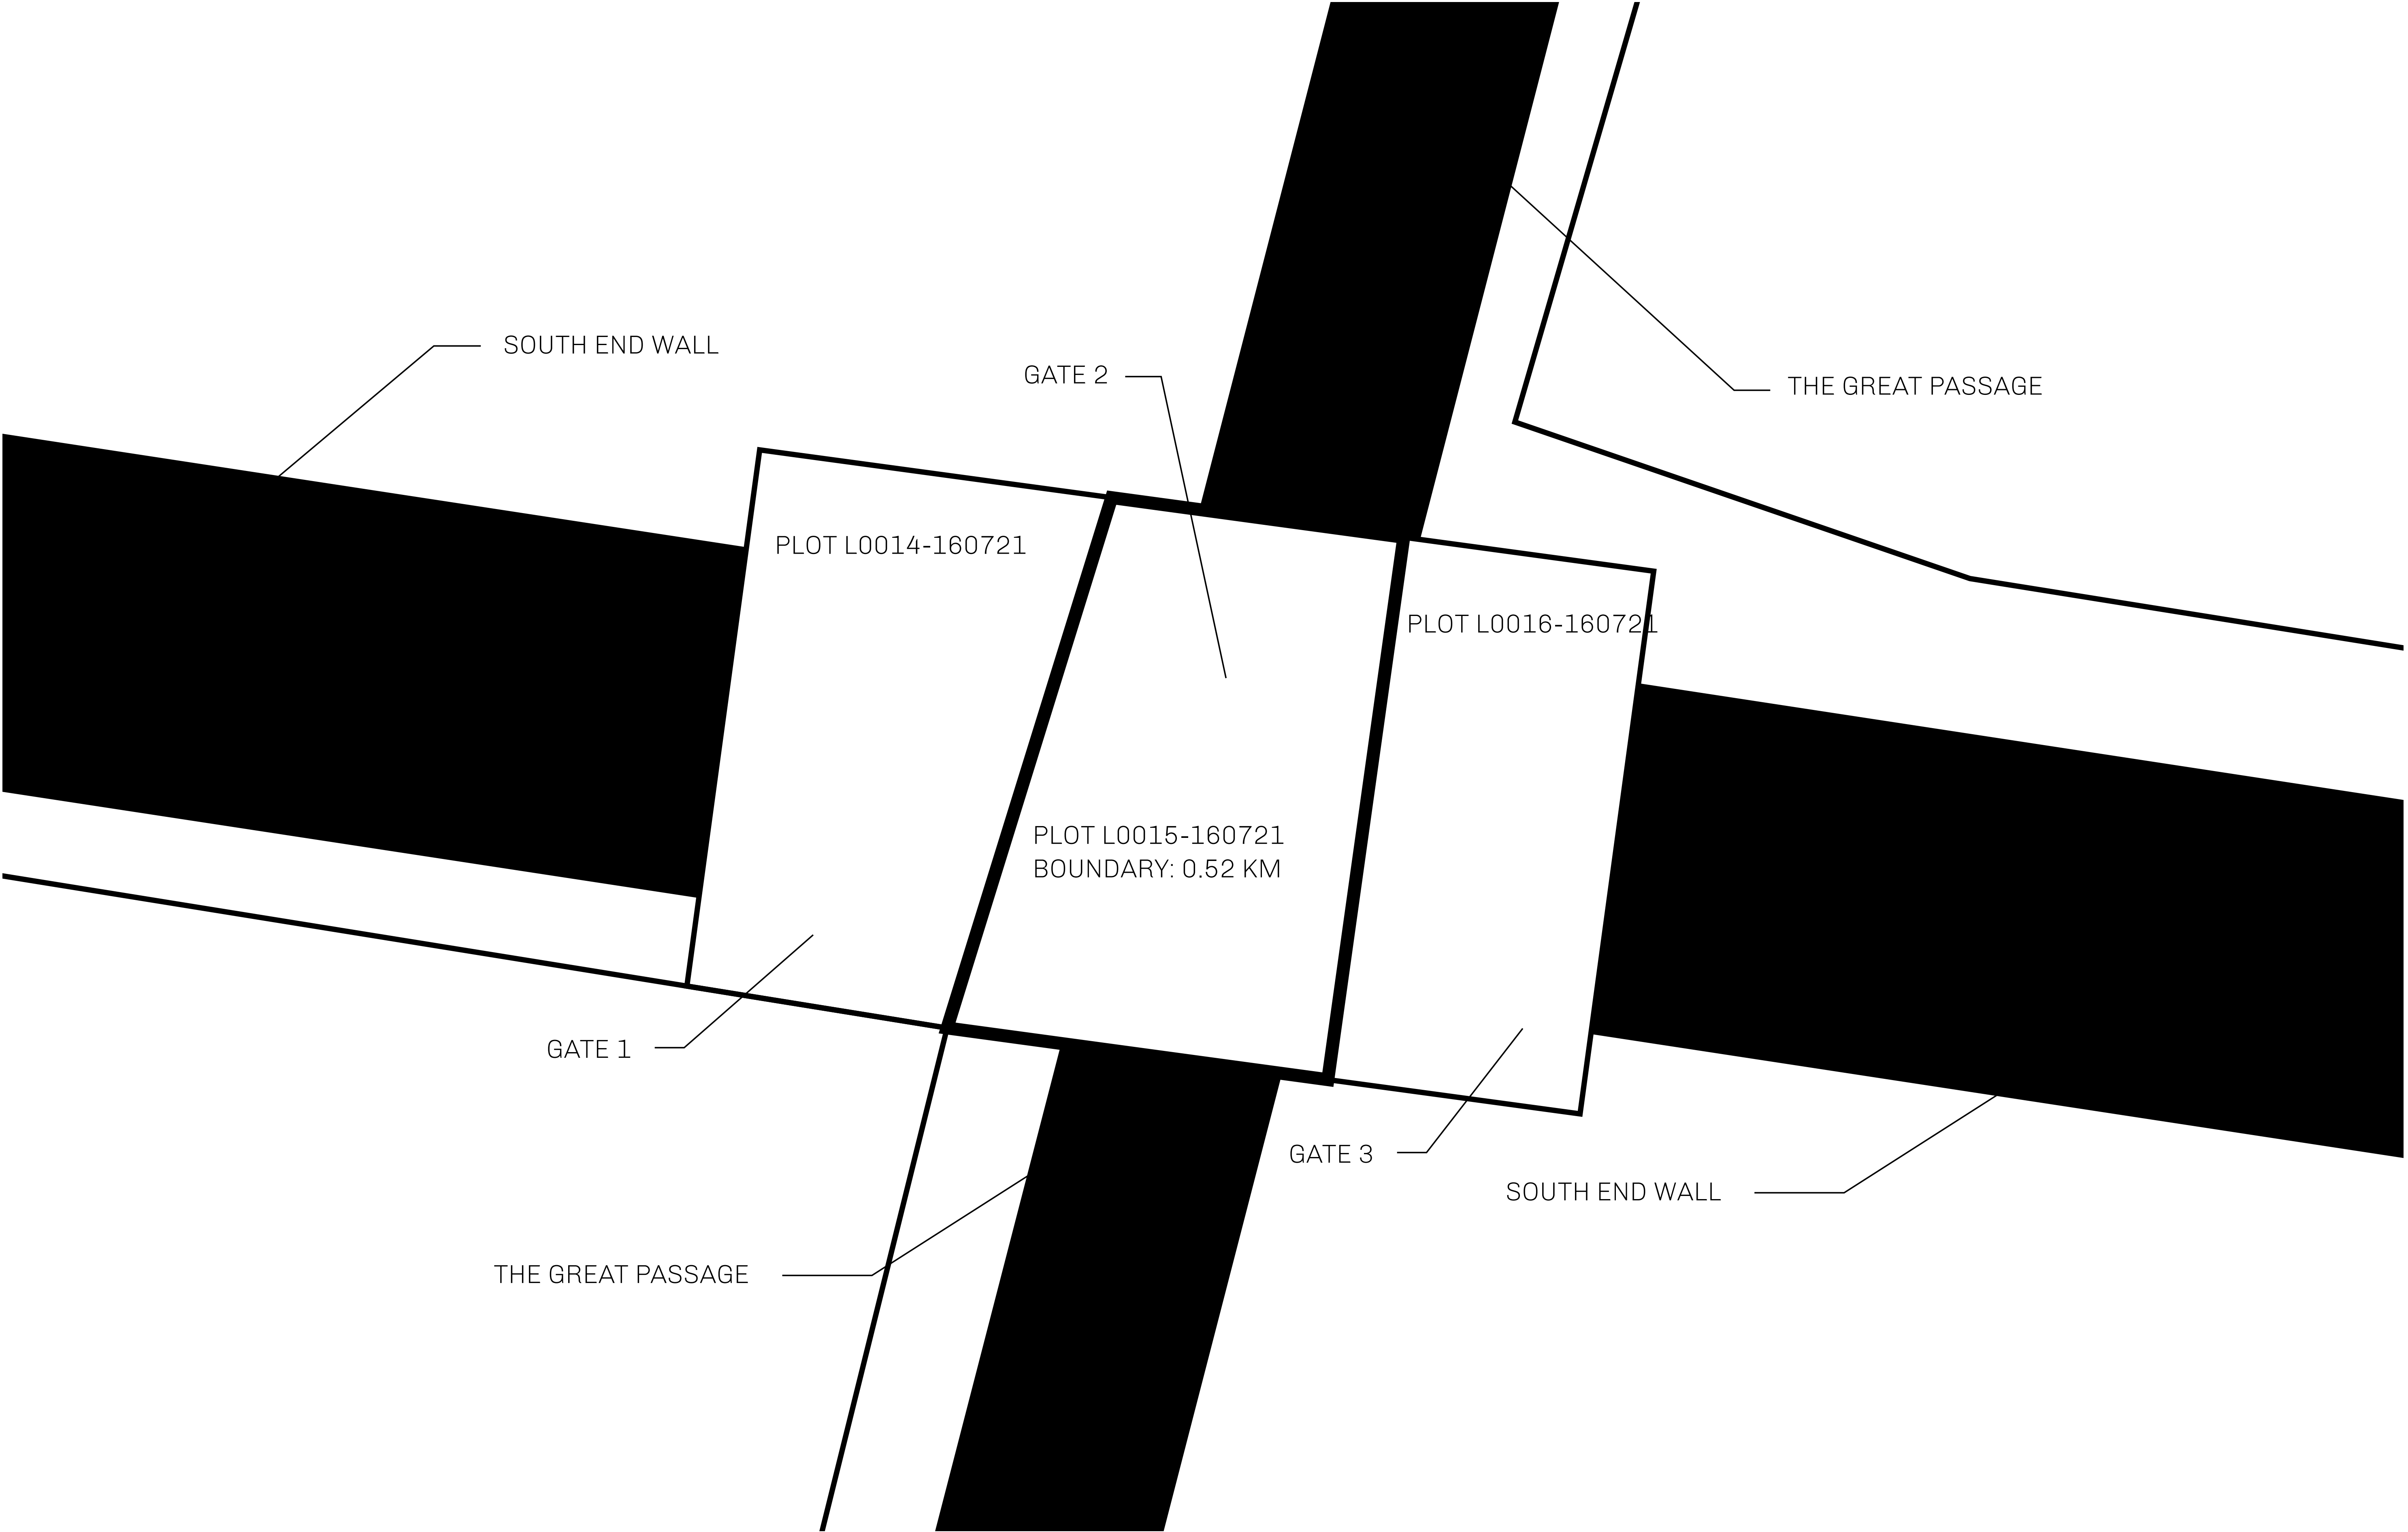 SOUTH END WALL
GATE 2
THE GREAT PASSAGE
PLOT L0014-160721
PLOT L0016-160721
PLOT L0015-160721
BOUNDARY: 0.52 KM
GATE 1
GATE 3
SOUTH END WALL
THE GREAT PASSAGE